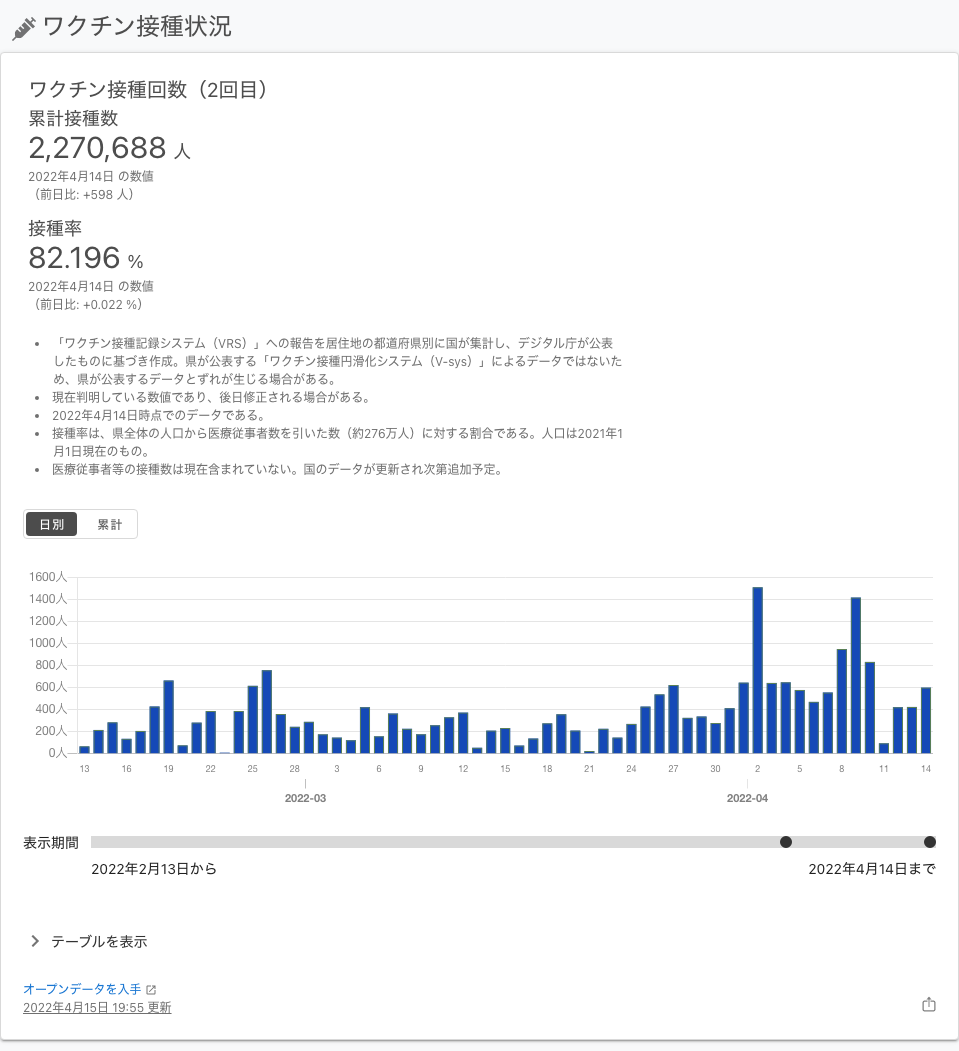 ワクチン接種状況
ワクチン接種回数（2回目）
累計接種数
2,270,688 人
2022年4月14日 の数値
（前日比: +598 人）
接種率
82.196 %
2022年4月14日 の数値
（前日比: +0.022 %）
• 「ワクチン接種記録システム（VRS）」への報告を居住地の都道府県別に国が集計し、デジタル庁が公表
したものに基づき作成。県が公表する「ワクチン接種円滑化システム（V-sys）」によるデータではないた
め、県が公表するデータとずれが生じる場合がある。
• 現在判明している数値であり、後日修正される場合がある。
• 2022年4月14日時点でのデータである。
• 接種率は、県全体の人口から医療従事者数を引いた数（約276万人）に対する割合である。人口は2021年1
月1日現在のもの。
• 医療従事者等の接種数は現在含まれていない。国のデータが更新され次第追加予定。
日別 累計
1600人
1400人
1200人
1000人
800人
600人
400人
200人
0人
13 16 19 22 25 28 3 6 9 12 15 18 21 24 27 30 2 5 8 11 14
2022-03 2022-04
表示期間
2022年2月13日から 2022年4月14日まで
テーブルを表示
オープンデータを入手
2022年4月15日 19:55 更新